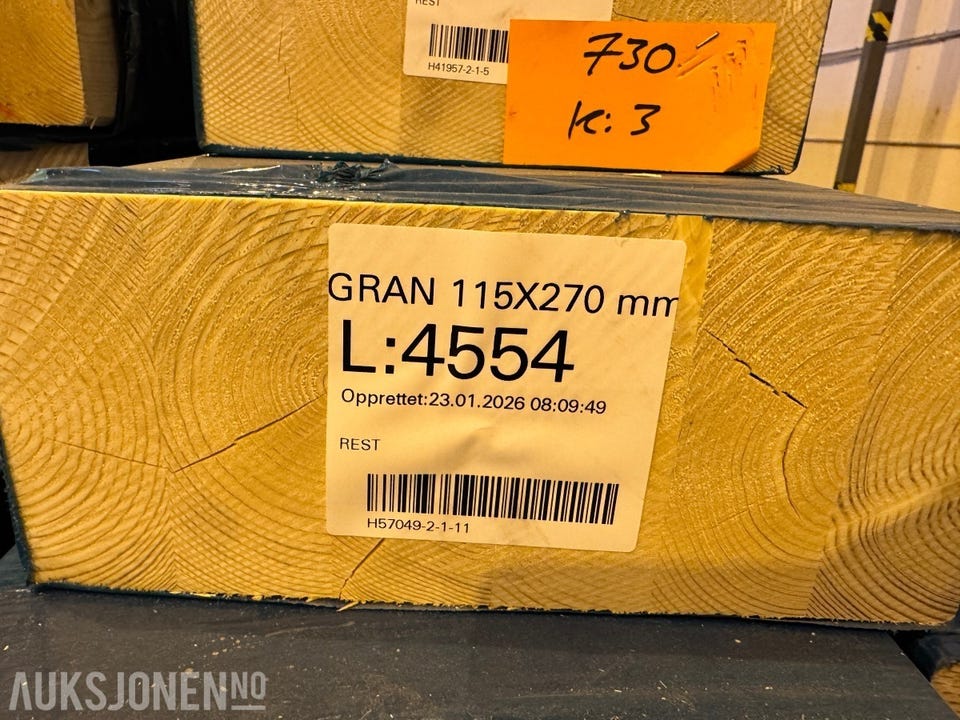 REST
H41957-2-1-5
730
K: 3
GRAN 115X270 mm
L:4554
Opprettet:23.01.2026 08:09:49
REST
H57049-2-1-11
AUKSJONEN NO